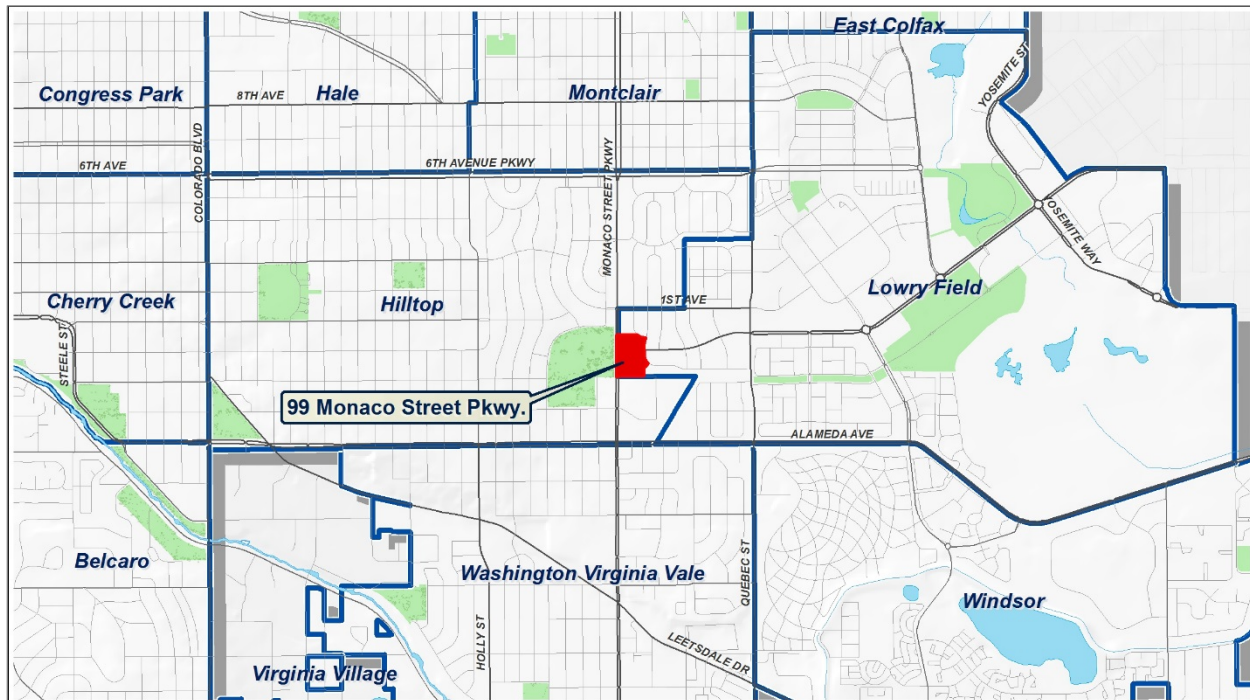 East Colfax
YOSEMITE ST
Congress Park
8TH AVE
Hale
Montclair
COLORADO BLVD
6TH AVE
6TH AVENUE PKWY
MONACO STREET PKWY
YOSEMITE WAY
Cherry Creek
Hilltop
1ST AVE
Lowry Field
STEELE ST
99 Monaco Street Pkwy.
ALAMEDA AVE
Belcaro
Washington Virginia Vale
QUEBEC ST
Windsor
HOLLY ST
LEETSDALE DR
Virginia Village